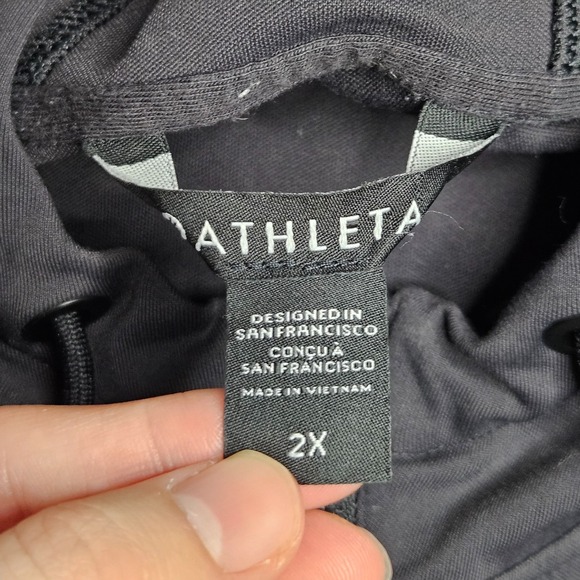 ATHLETA
DESIGNED IN
SAN FRANCISCO
CONÇU À
SAN FRANCISCO
MADE IN VIETNAM
2X